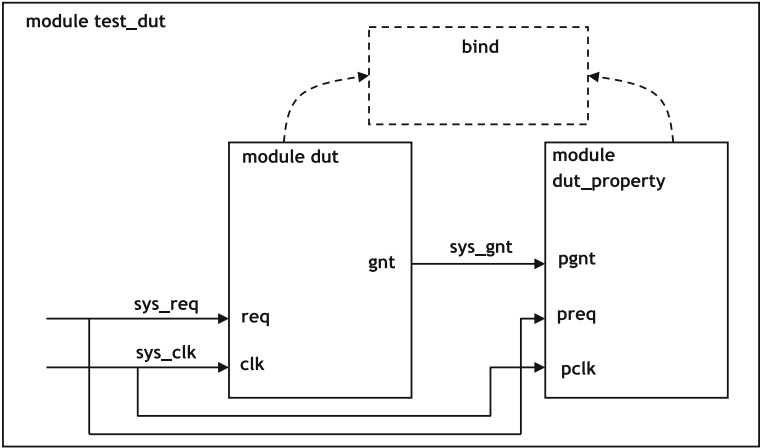 module test_dut
bind
module dut
module
dut_property
gnt
sys_gnt
pgnt
sys_req
req
preq
sys_clk
clk
pclk